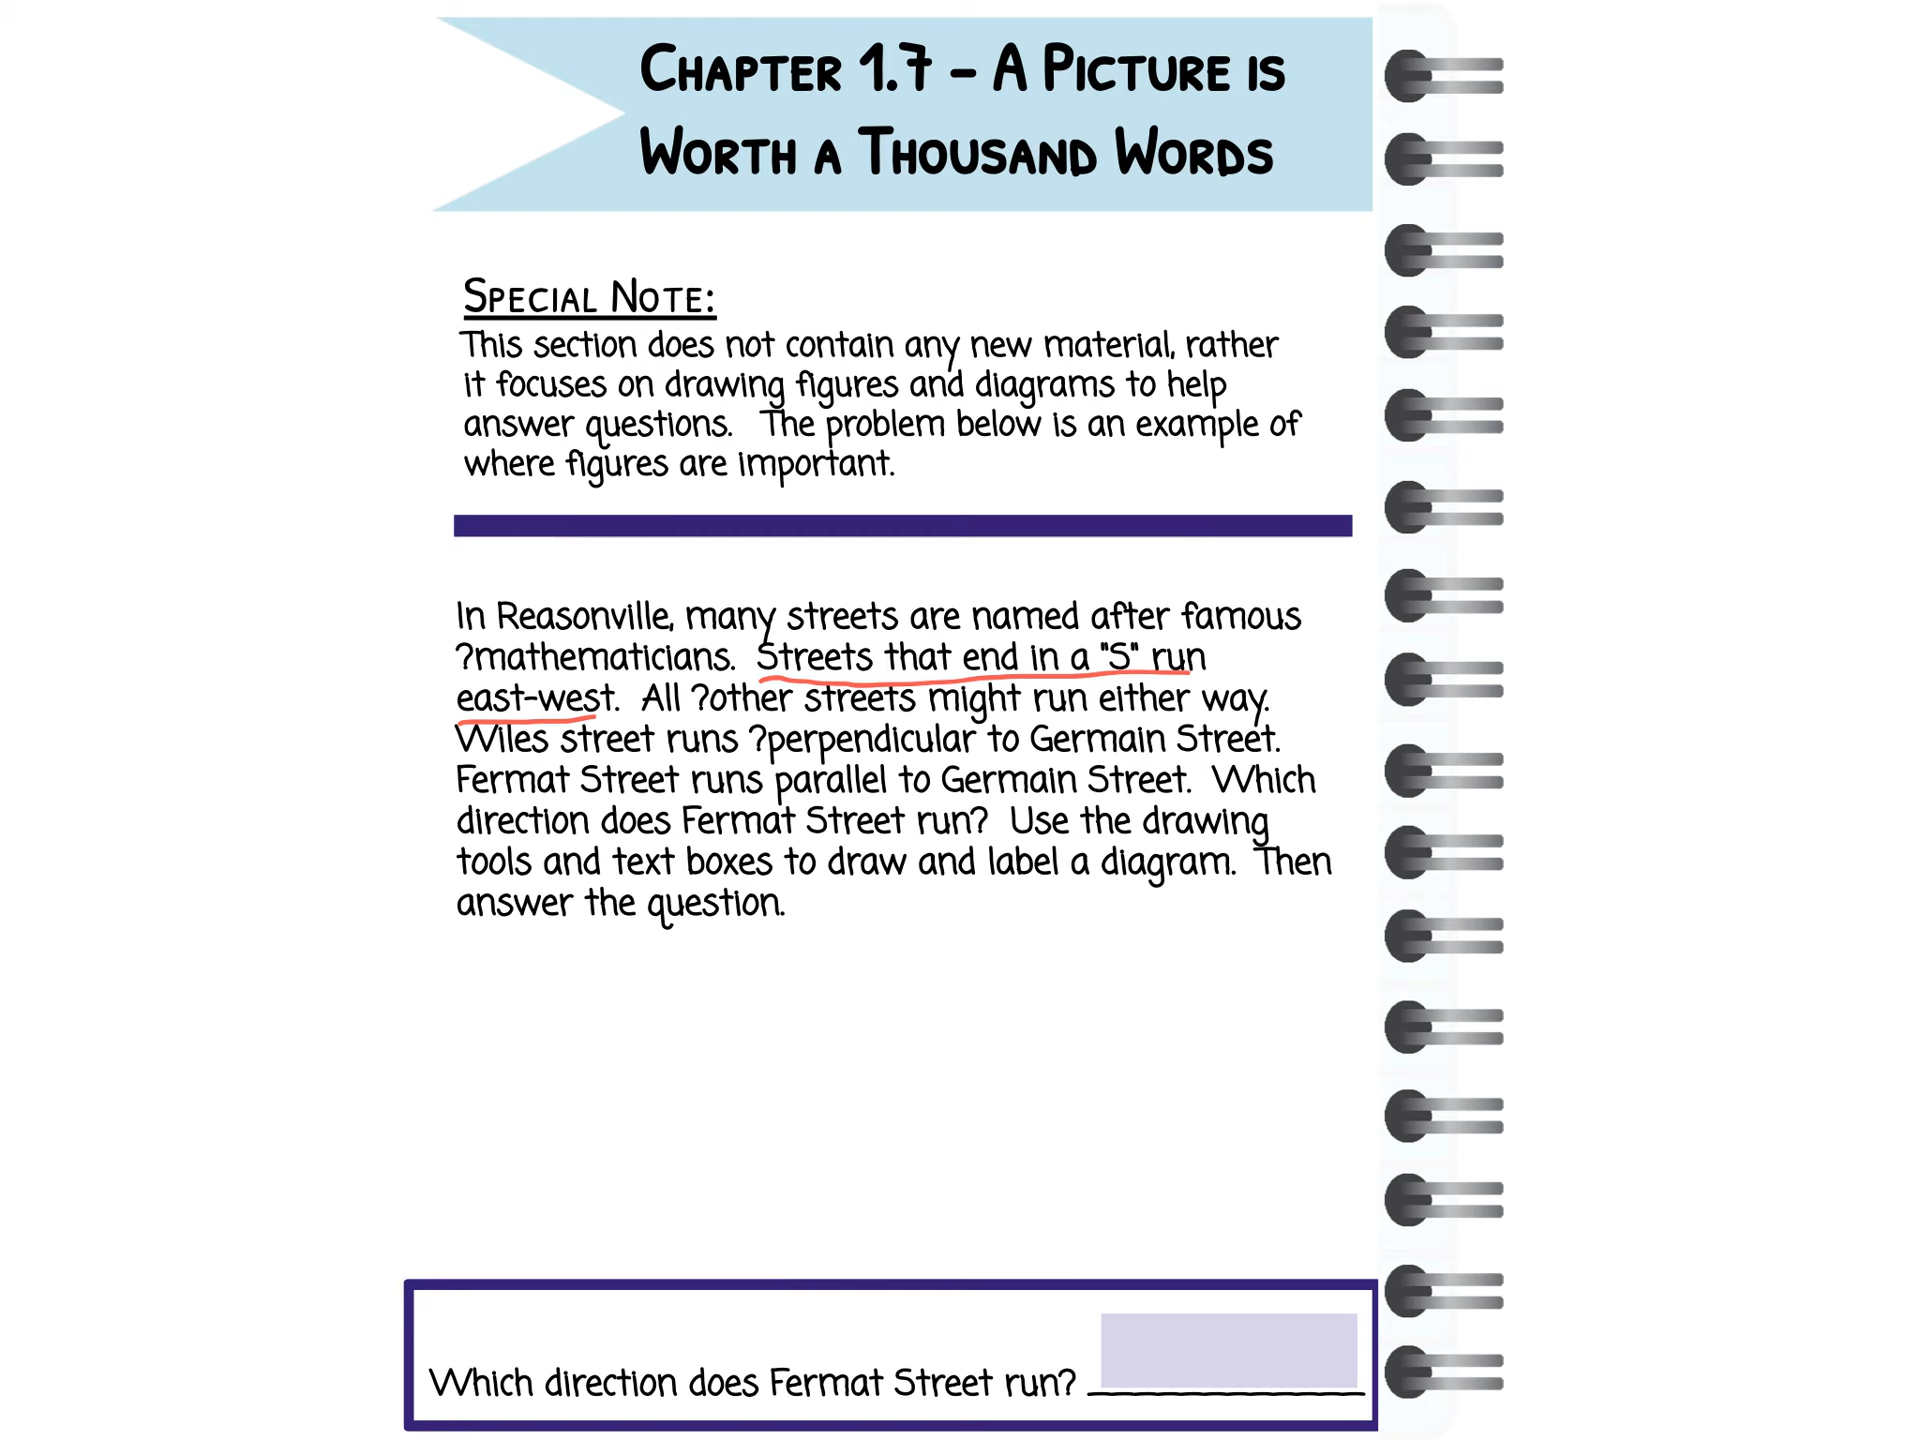 Chapter 1.7 – A Picture is
Worth a Thousand Words
Special Note:
This section does not contain any new material, rather
it focuses on drawing figures and diagrams to help
answer questions. The problem below is an example of
where figures are important.
In Reasonville, many streets are named after famous
?mathematicians. Streets that end in a "S" run
east-west. All ?other streets might run either way.
Wiles street runs ?perpendicular to Germain Street.
Fermat Street runs parallel to Germain Street. Which
direction does Fermat Street run? Use the drawing
tools and text boxes to draw and label a diagram. Then
answer the question.
Which direction does Fermat Street run?